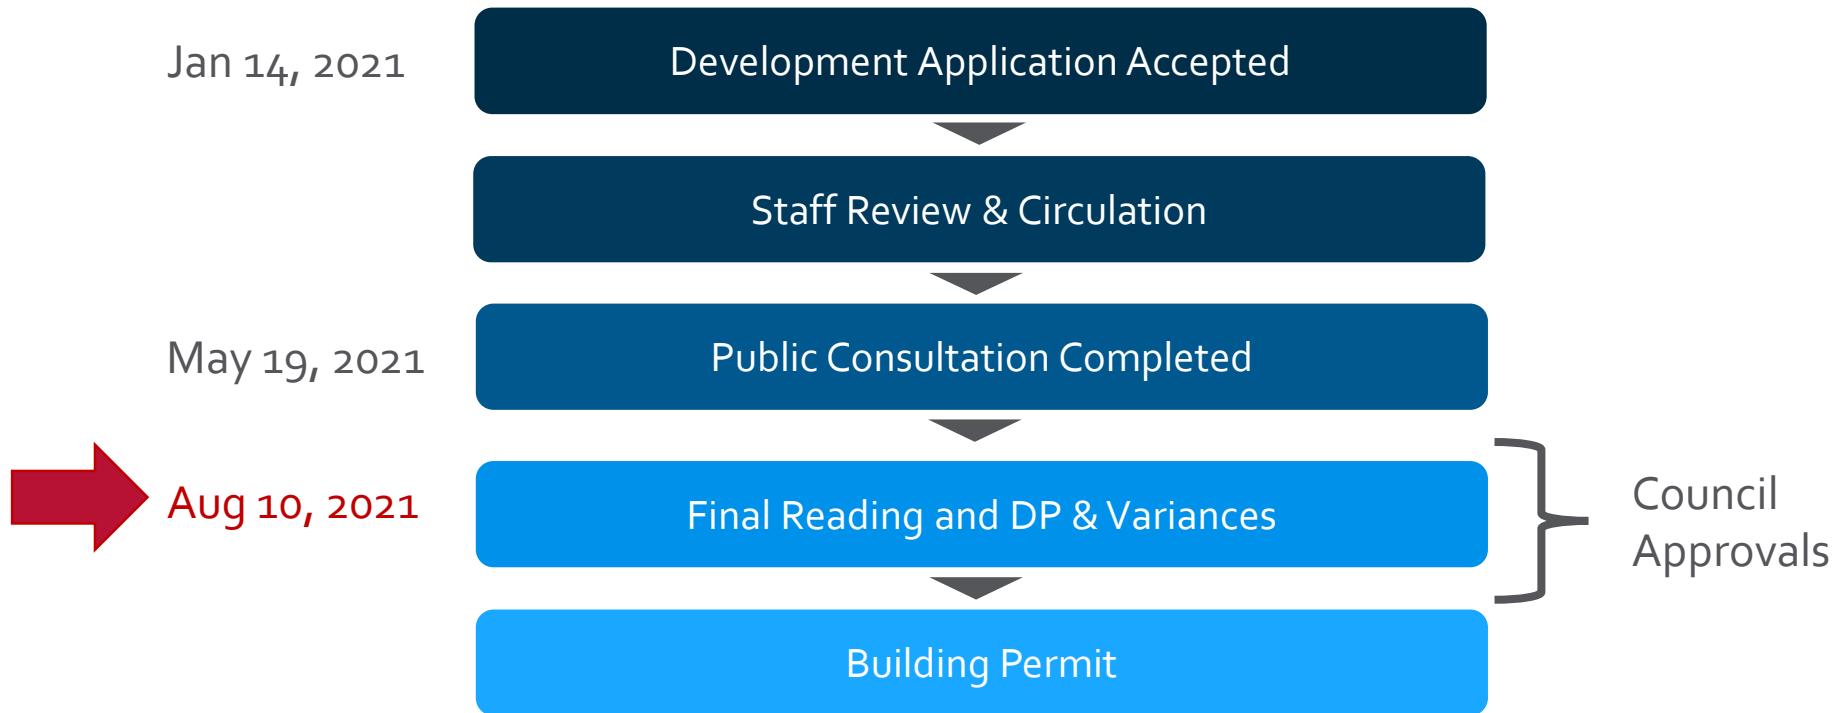 Jan 14, 2021
Development Application Accepted
Staff Review & Circulation
May 19, 2021
Public Consultation Completed
Aug 10, 2021
Final Reading and DP & Variances
Council
Approvals
Building Permit